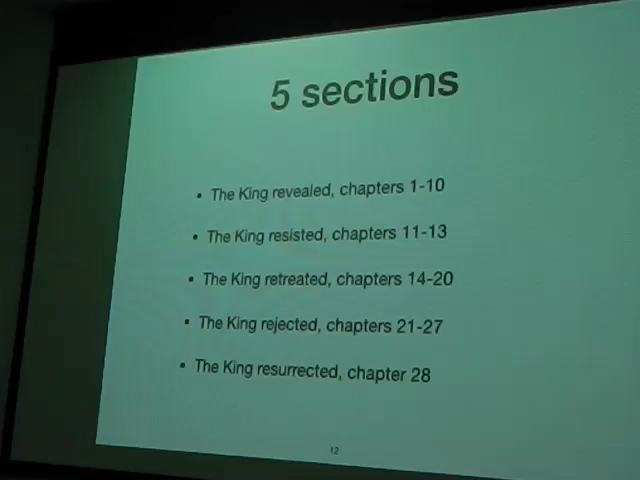 5 sections
• The King revealed, chapters 1-10
• The King resisted, chapters 11-13
• The King retreated, chapters 14-20
• The King rejected, chapters 21-27
• The King resurrected, chapter 28
12